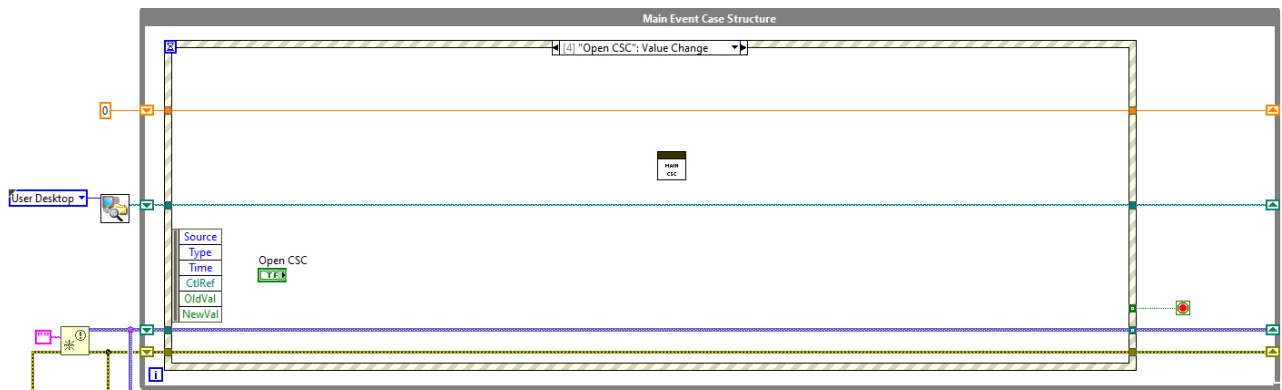 Main Event Case Structure
[4] "Open CSC": Value Change
0
MAIN
CSC
User Desktop
Source
Type
Time
CtlRef
OldVal
NewVal
Open CSC
TF
""
i